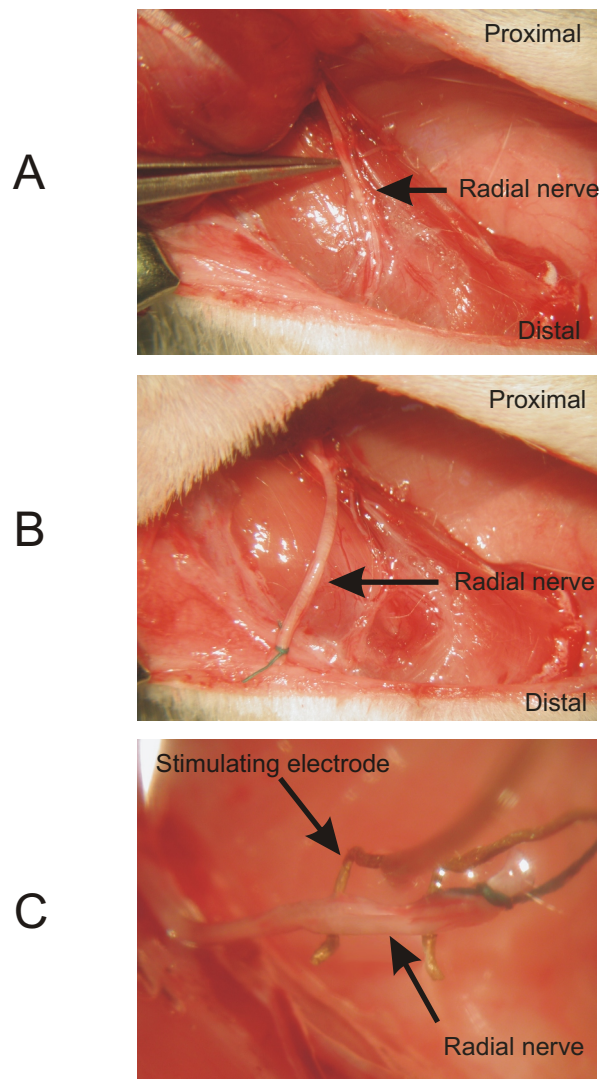 A
Proximal
Radial nerve
Distal
B
Proximal
Radial nerve
Distal
C
Stimulating electrode
Radial nerve